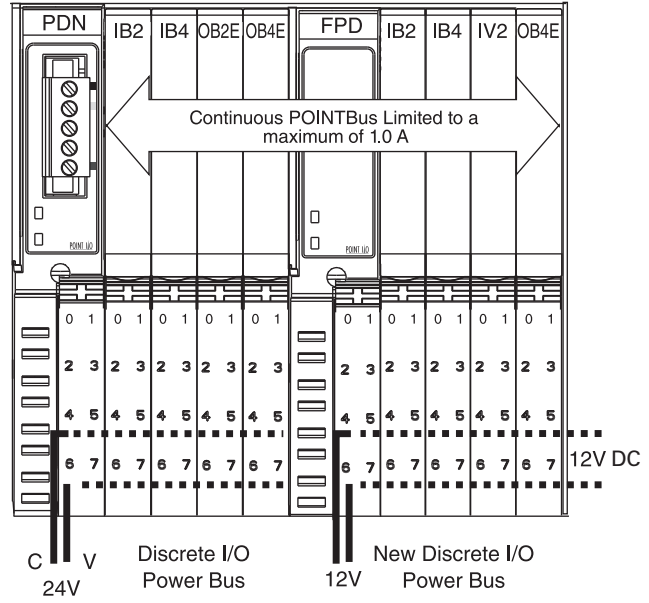 PDN IB2 IB4 OB2E OB4E FPD IB2 IB4 IV2 OB4E
Continuous POINTBus Limited to a
maximum of 1.0 A
POINT I/O POINT I/O
0 1 0 1 0 1 0 1 0 1 0 1 0 1 0 1 0 1 0 1
2 3 2 3 2 3 2 3 2 3 2 3 2 3 2 3 2 3 2 3
4 5 4 5 4 5 4 5 4 5 4 5 4 5 4 5 4 5 4 5
6 7 6 7 6 7 6 7 6 7 6 7 6 7 6 7 6 7 6 7
12V DC
C V
24V
Discrete I/O
Power Bus
12V
New Discrete I/O
Power Bus